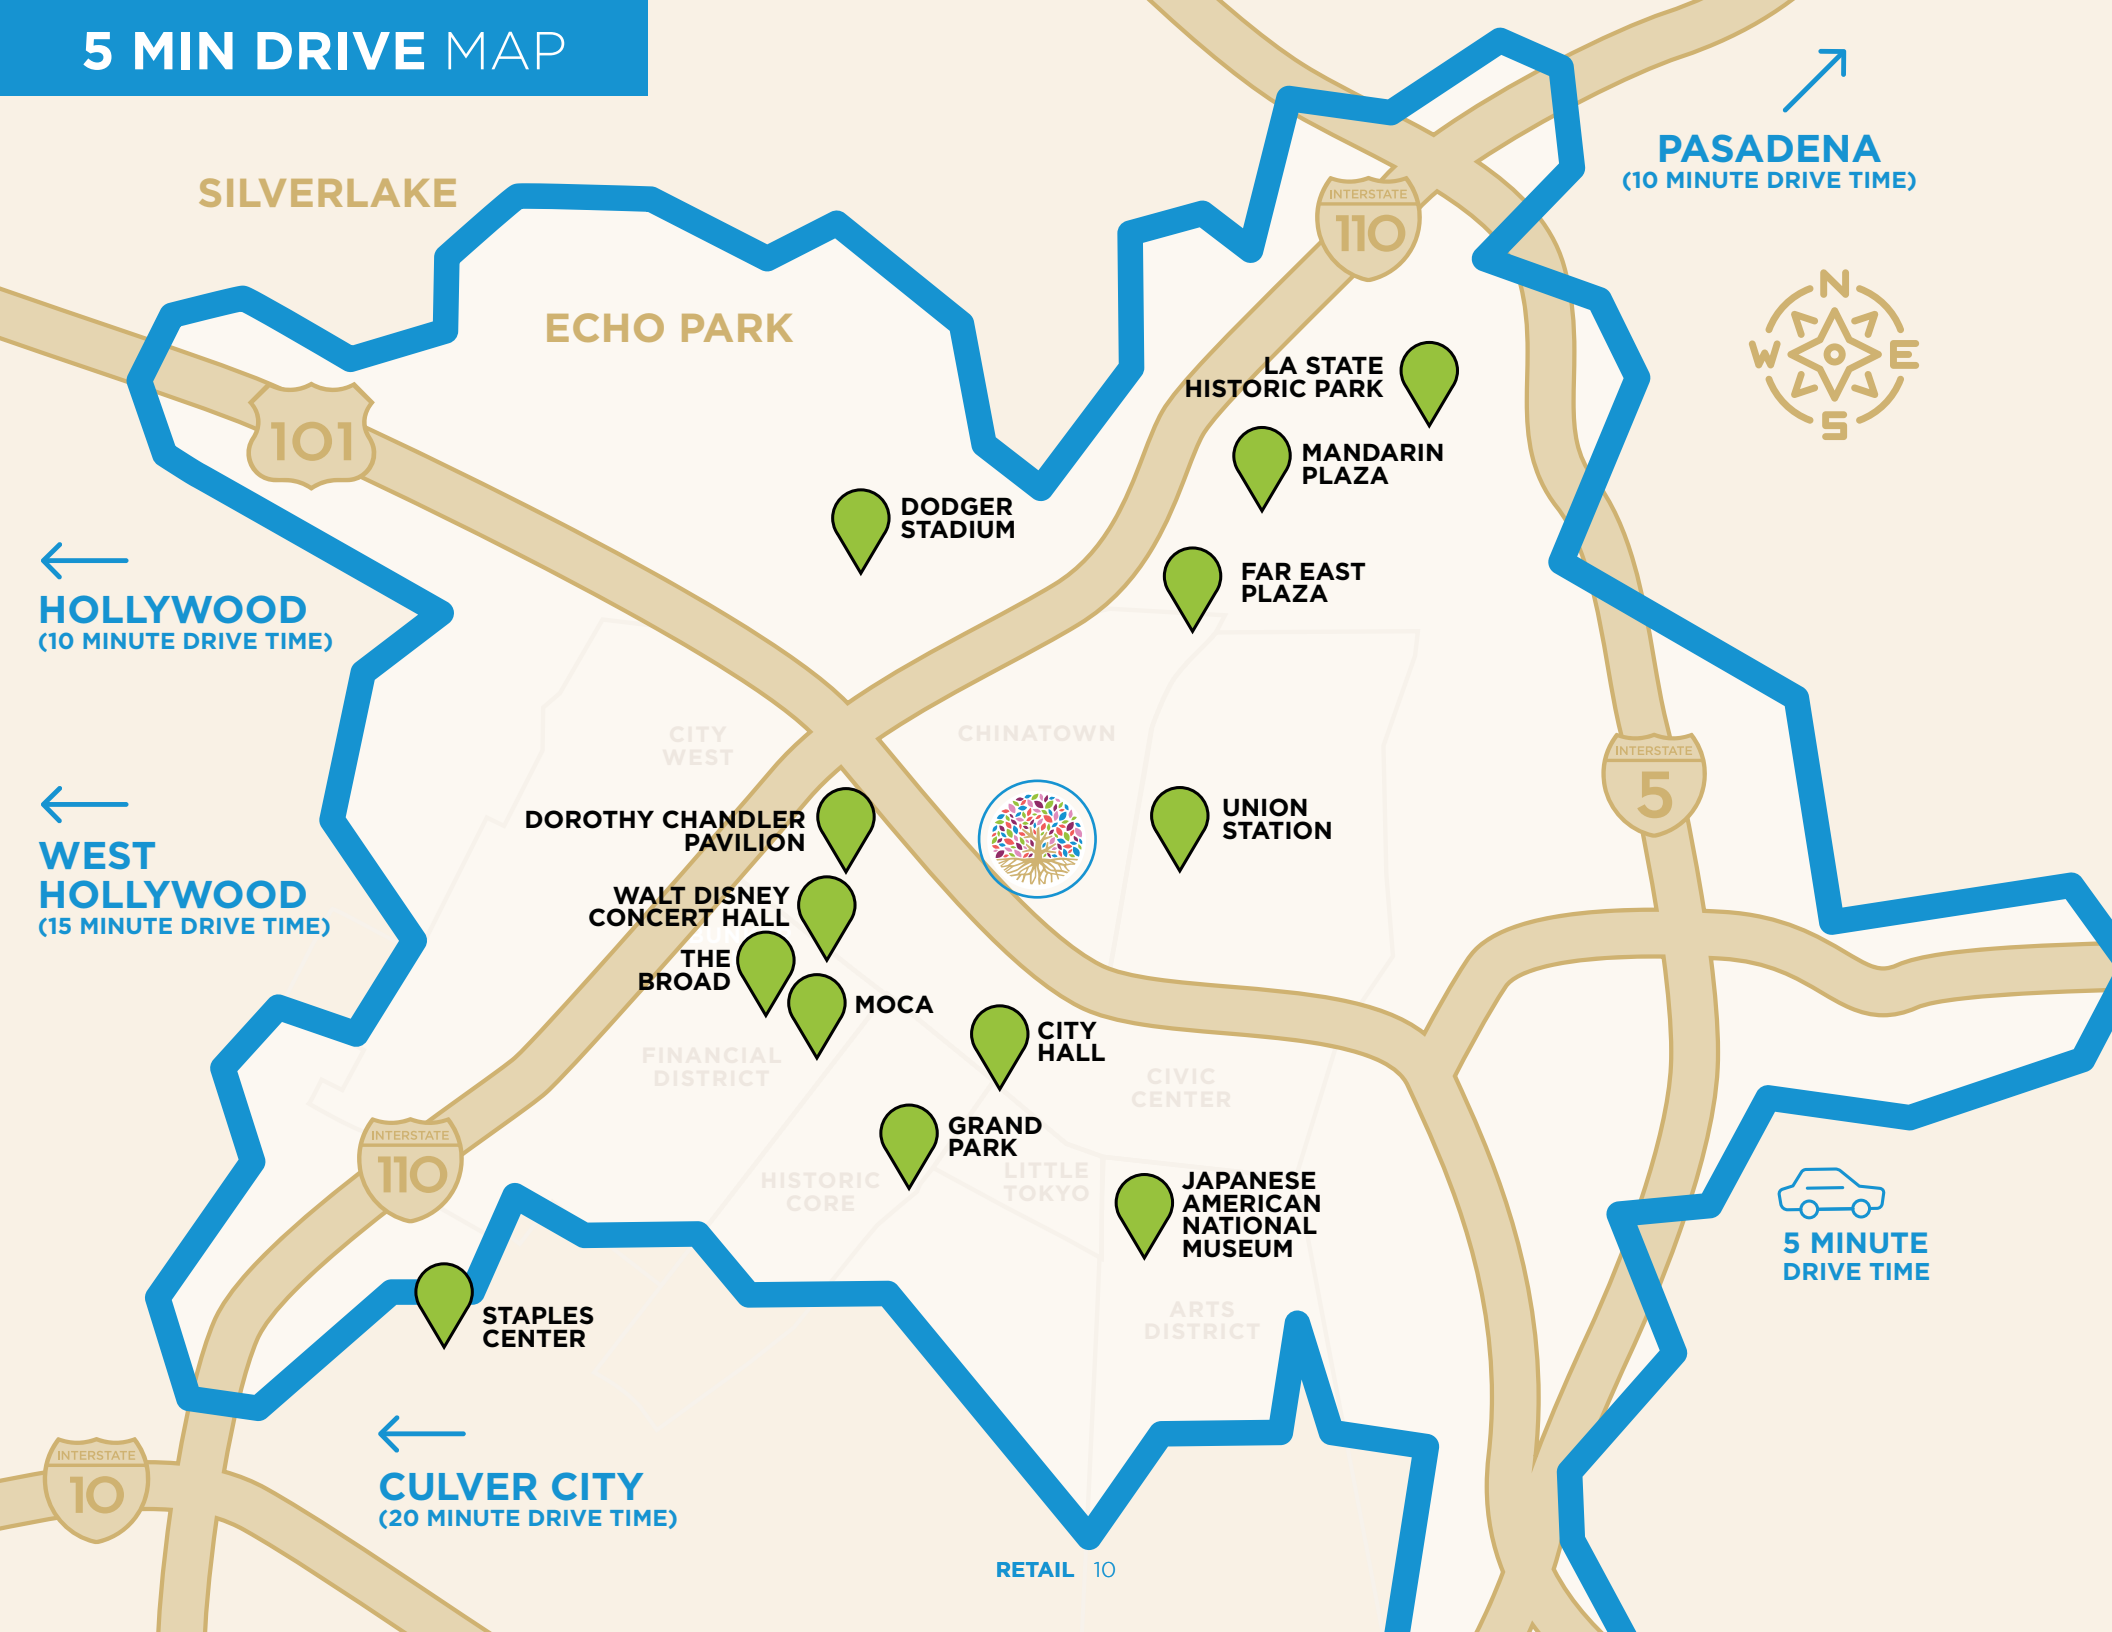 5 MIN DRIVE MAP
PASADENA
(10 MINUTE DRIVE TIME)
SILVERLAKE
INTERSTATE
110
N
W
E
S
ECHO PARK
LA STATE
HISTORIC PARK
101
MANDARIN
PLAZA
DODGER
STADIUM
FAR EAST
PLAZA
HOLLYWOOD
(10 MINUTE DRIVE TIME)
CITY
WEST
CHINATOWN
INTERSTATE
5
DOROTHY CHANDLER
PAVILION
UNION
STATION
WEST
HOLLYWOOD
(15 MINUTE DRIVE TIME)
WALT DISNEY
CONCERT HALL
THE
BROAD
MOCA
CITY
HALL
FINANCIAL
DISTRICT
CIVIC
CENTER
INTERSTATE
110
GRAND
PARK
HISTORIC
CORE
LITTLE
TOKYO
JAPANESE
AMERICAN
NATIONAL
MUSEUM
5 MINUTE
DRIVE TIME
STAPLES
CENTER
ARTS
DISTRICT
INTERSTATE
10
CULVER CITY
(20 MINUTE DRIVE TIME)
RETAIL 10